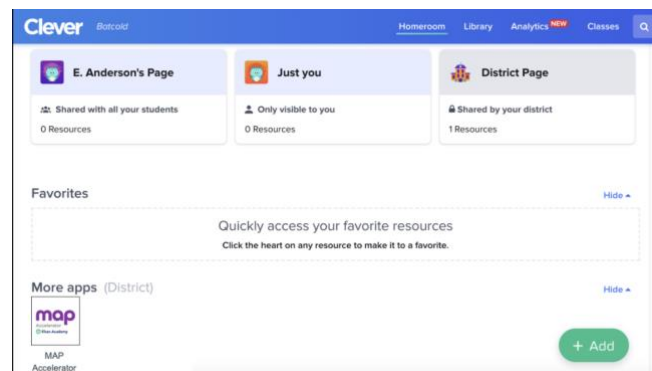 Clever Botcold Homeroom Library Analytics NEW Classes
E. Anderson's Page
Shared with all your students
0 Resources
Just you
Only visible to you
0 Resources
District Page
Shared by your district
1 Resources
Favorites Hide
Quickly access your favorite resources
Click the heart on any resource to make it to a favorite.
More apps (District) Hide
map
Accelerator
Khan Academy
MAP
Accelerator
+ Add